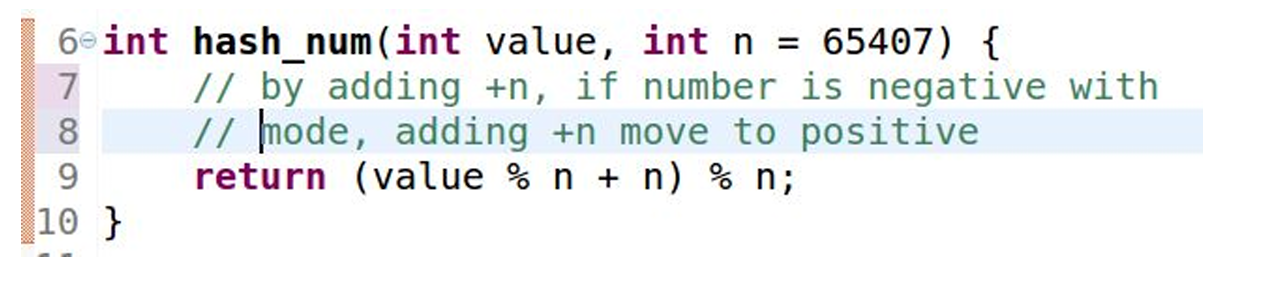 6 int hash_num(int value, int n = 65407) {
7 // by adding +n, if number is negative with
8 // mode, adding +n move to positive
9 return (value % n + n) % n;
10 }